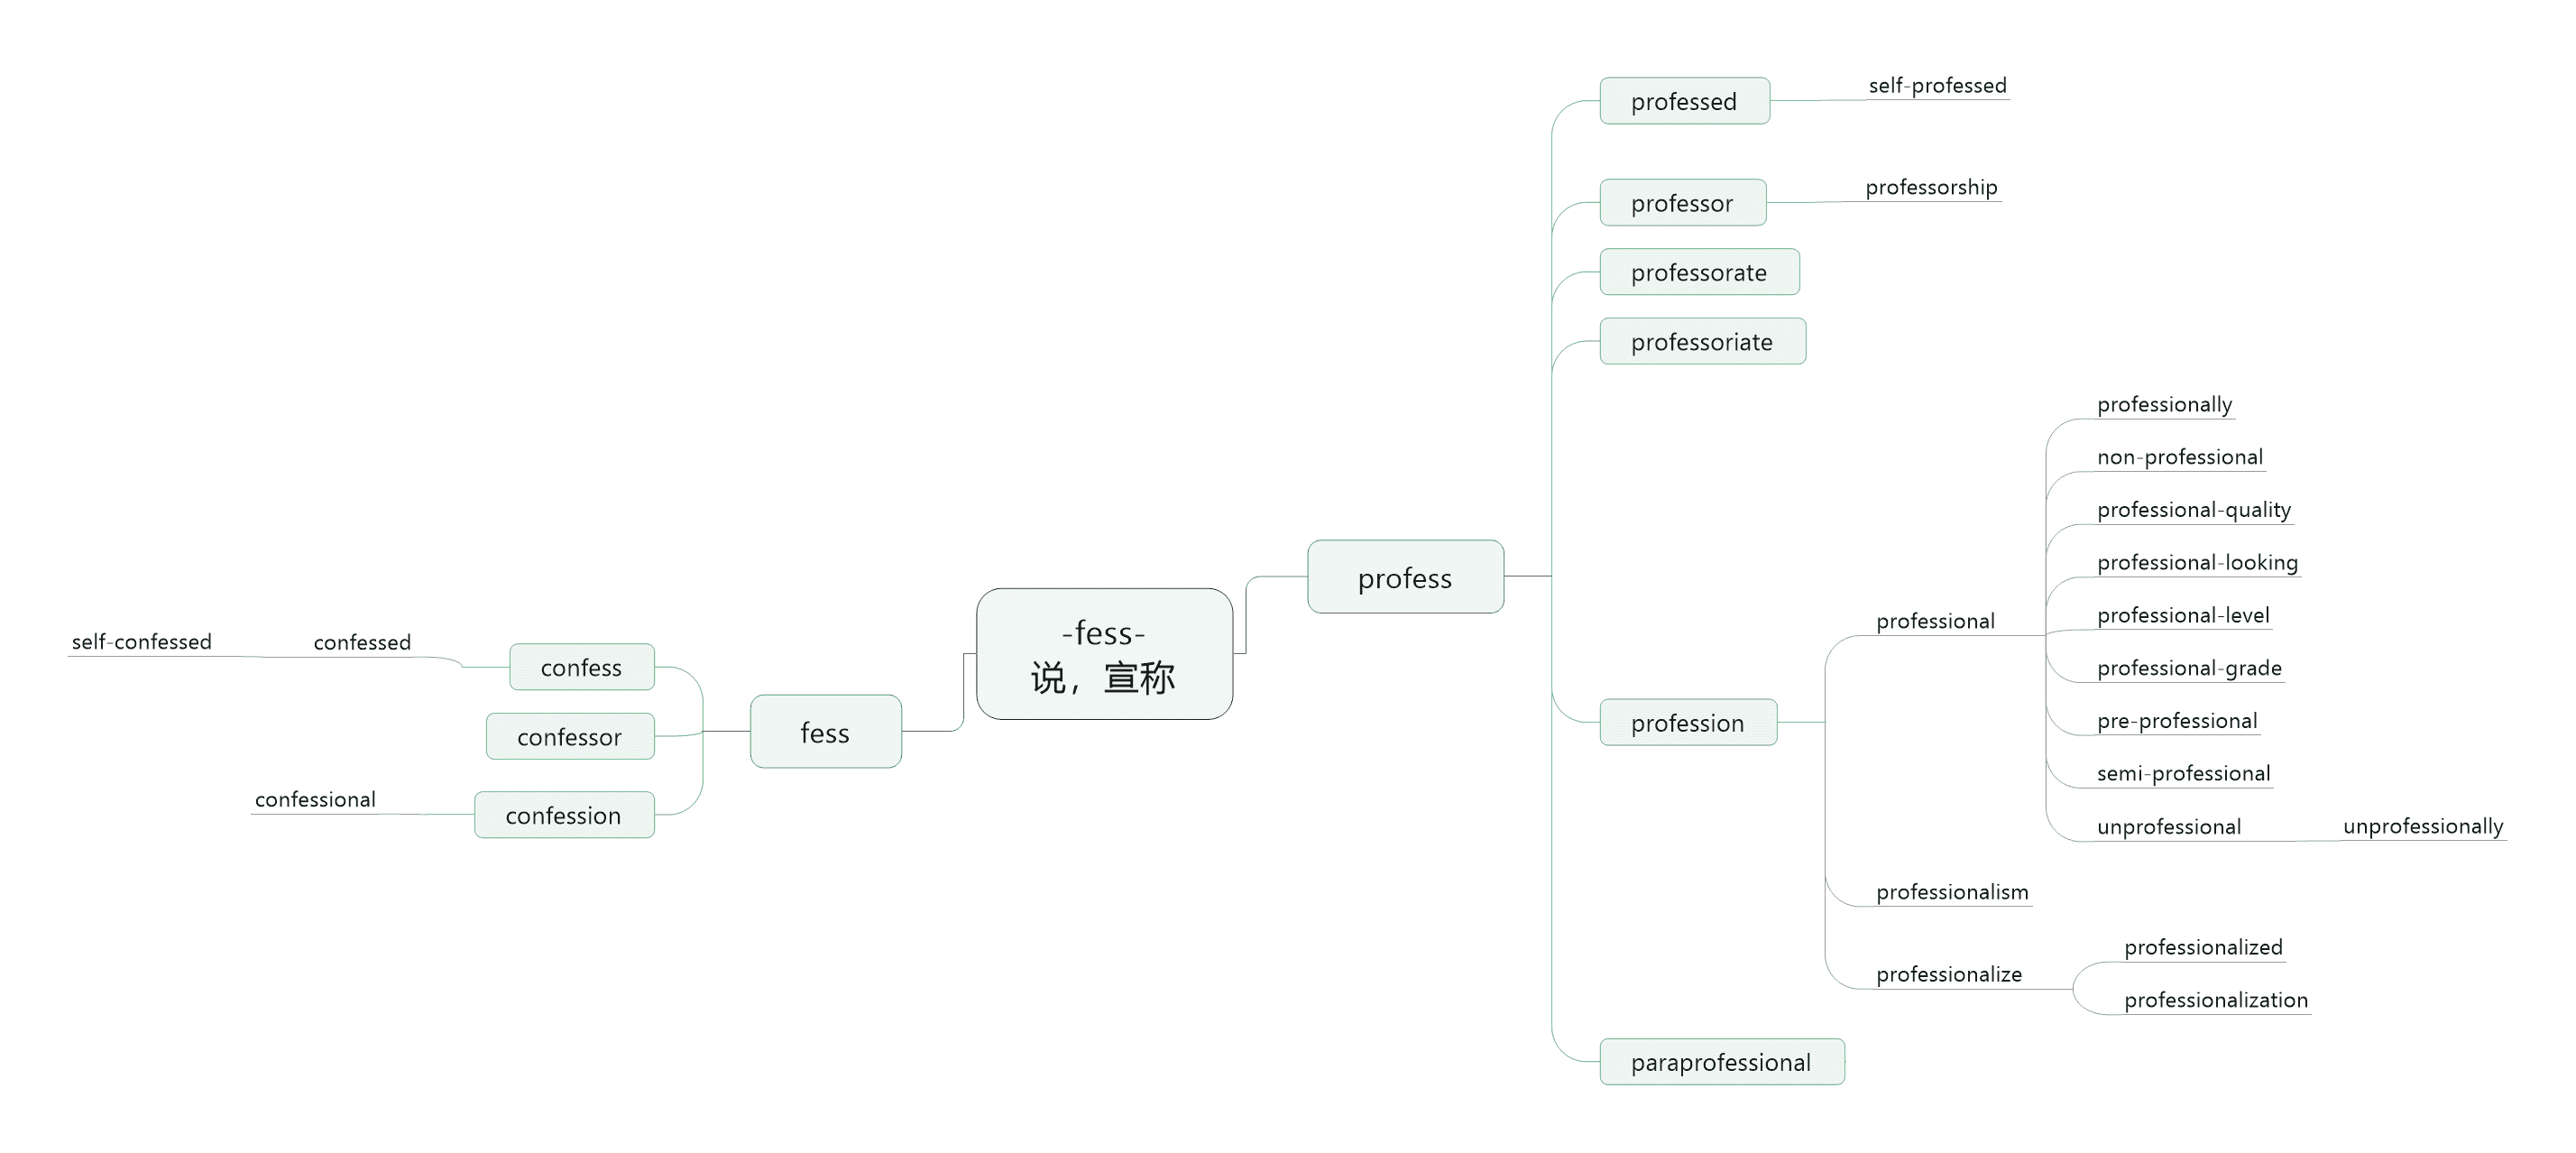 -fess-
说，宣称
profess
professed
self-professed
professor
professorship
professorate
professoriate
profession
professional
professionally
non-professional
professional-quality
professional-looking
professional-level
professional-grade
pre-professional
semi-professional
unprofessional
unprofessionally
professionalism
professionalize
professionalized
professionalization
paraprofessional
fess
confess
confessed
self-confessed
confessor
confession
confessional